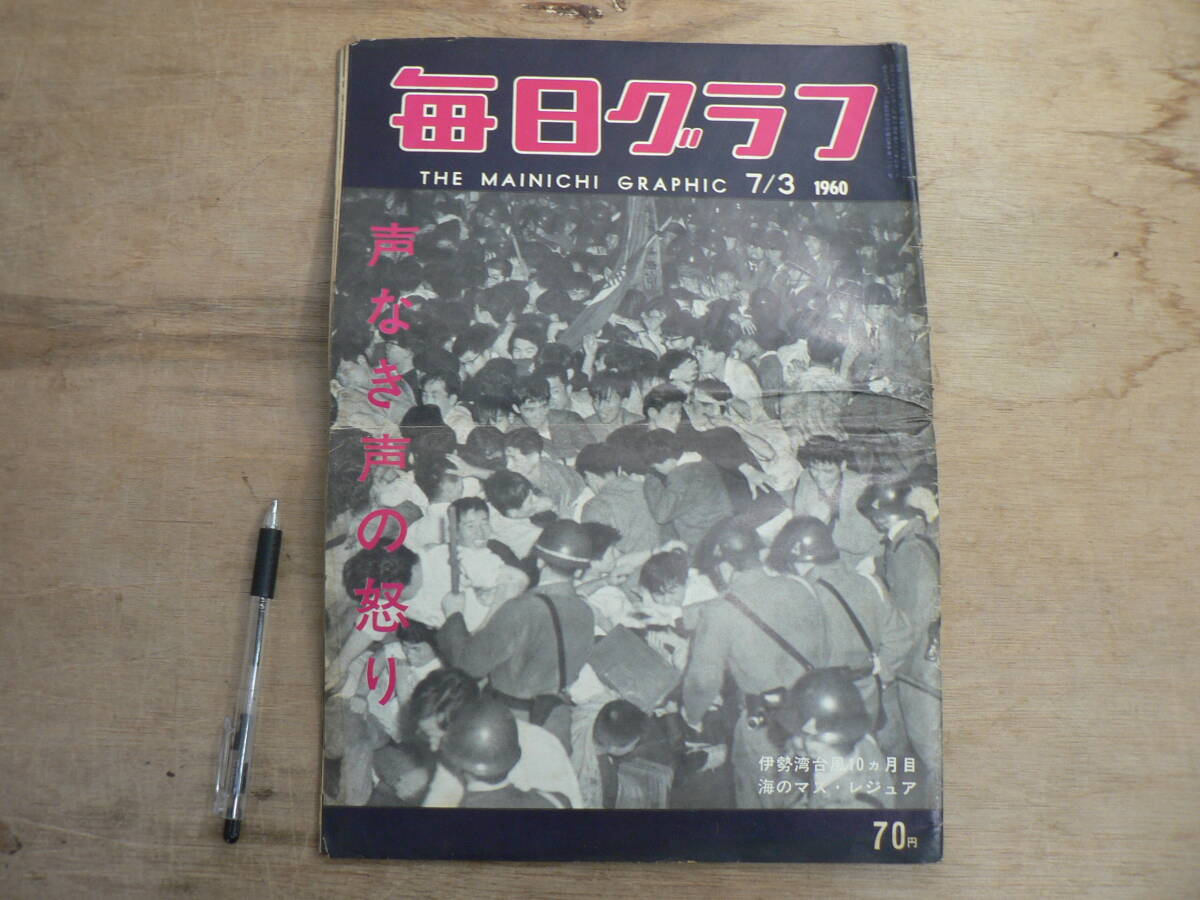 毎日グラフ
THE MAINICHI GRAPHIC 7/3 1960
声なき声の怒り
伊勢湾台風10ヵ月目
海のマス・レジュア
70円